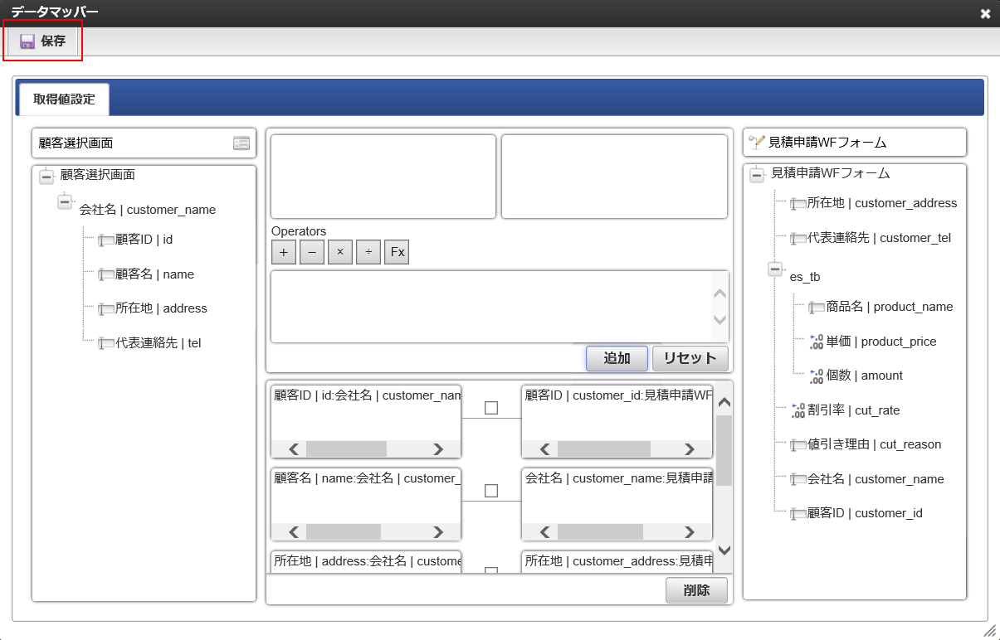 データマッパー
保存
取得値設定
顧客選択画面
顧客選択画面
会社名 | customer_name
顧客ID | id
顧客名 | name
所在地 | address
代表連絡先 | tel
Operators
+ − × ÷ Fx
追加 リセット
顧客ID | id:会社名 | customer_nam
顧客ID | customer_id:見積申請WF
顧客名 | name:会社名 | customer_
会社名 | customer_name:見積申請
所在地 | address:会社名 | custome
所在地 | customer_address:見積申
削除
見積申請WFフォーム
見積申請WFフォーム
所在地 | customer_address
代表連絡先 | customer_tel
es_tb
商品名 | product_name
単価 | product_price
個数 | amount
割引率 | cut_rate
値引き理由 | cut_reason
会社名 | customer_name
顧客ID | customer_id